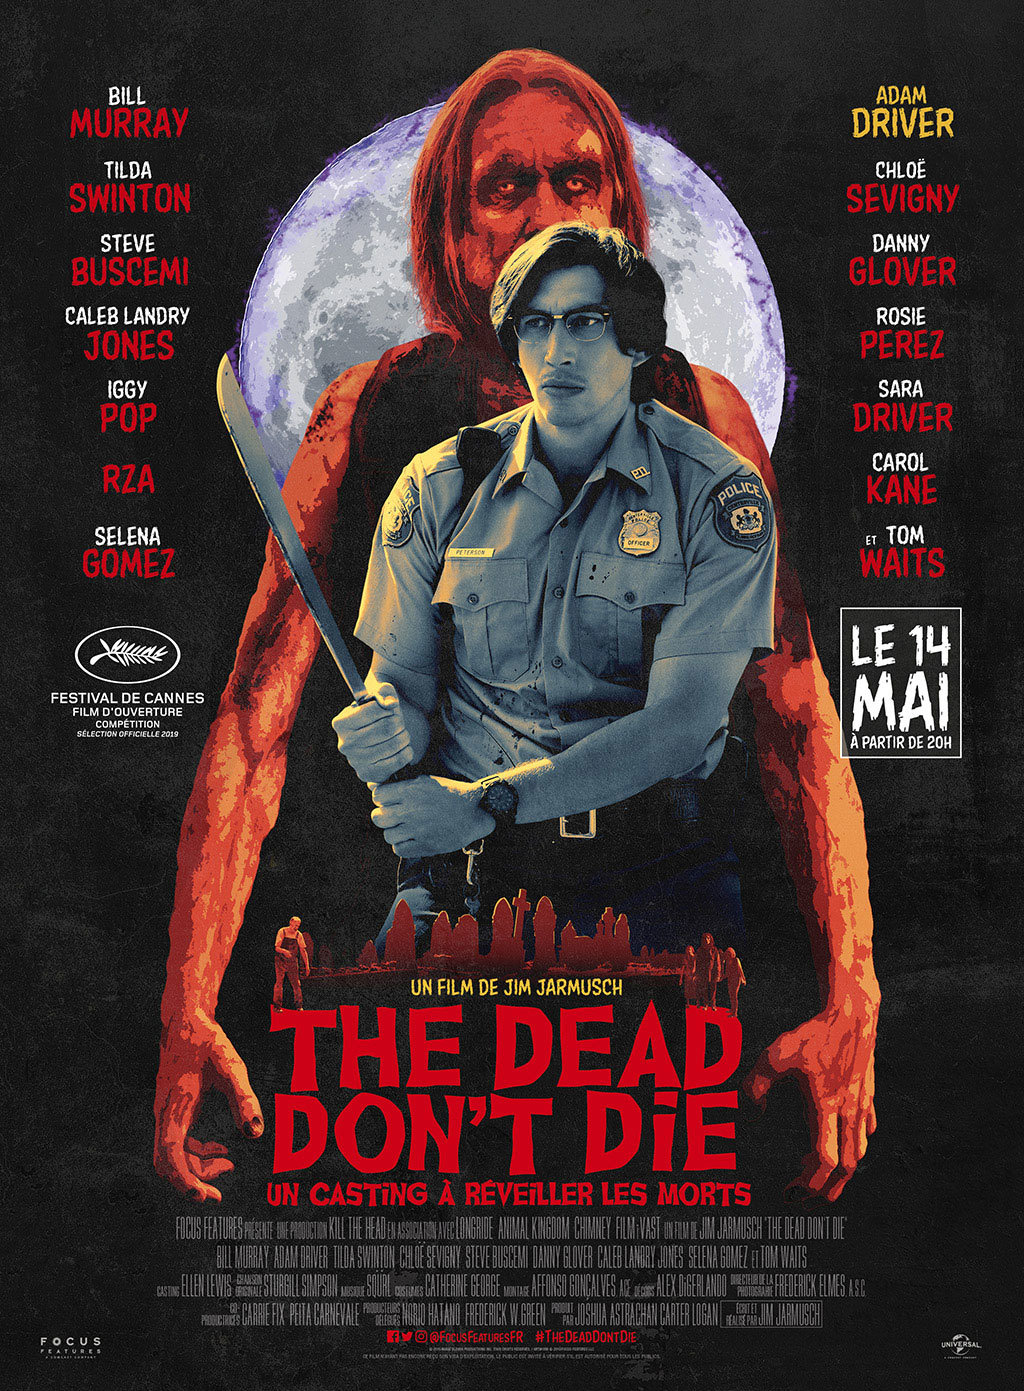 BILL
MURRAY
TILDA
SWINTON
STEVE
BUSCEMI
CALEB LANDRY
JONES
IGGY
POP
RZA
SELENA
GOMEZ
ADAM
DRIVER
CHLOË
SEVIGNY
DANNY
GLOVER
ROSIE
PEREZ
SARA
DRIVER
CAROL
KANE
ET TOM
WAITS
FESTIVAL DE CANNES
FILM D'OUVERTURE
COMPÉTITION
SÉLECTION OFFICIELLE 2019
LE 14
MAI
À PARTIR DE 20H
POLICE
PETERSON
OFFICER
UN FILM DE JIM JARMUSCH
THE DEAD
DON'T DiE
UN CASTiNG À RÉVEiLLER LES MORTS
FOCUS FEATURES PRÉSENTE UNE PRODUCTION KILL THE HEAD EN ASSOCIATION AVEC LONGRIDE ANIMAL KINGDOM CHIMNEY FILM i VAST UN FILM DE JIM JARMUSCH "THE DEAD DON'T DIE"
BILL MURRAY ADAM DRIVER TILDA SWINTON CHLOË SEVIGNY STEVE BUSCEMI DANNY GLOVER CALEB LANDRY JONES SELENA GOMEZ ET TOM WAITS
CASTING ELLEN LEWIS CHANSON ORIGINALE STURGILL SIMPSON MUSIQUE SQÜRL COSTUMES CATHERINE GEORGE MONTAGE AFFONSO GONÇALVES, ACE DÉCORS ALEX DiGERLANDO DIRECTEUR DE LA PHOTOGRAPHIE FREDERICK ELMES A.S.C.
CO-PRODUCTRICES CARRIE FIX PEITA CARNEVALE PRODUCTEURS DÉLÉGUÉS NORIO HATANO FREDERICK W. GREEN PRODUIT PAR JOSHUA ASTRACHAN CARTER LOGAN ÉCRIT ET RÉALISÉ PAR JIM JARMUSCH
@FOCUSFEATURESFR #THEDEADDONTDIE
FOCUS
FEATURES
A COMCAST COMPANY
UNIVERSAL